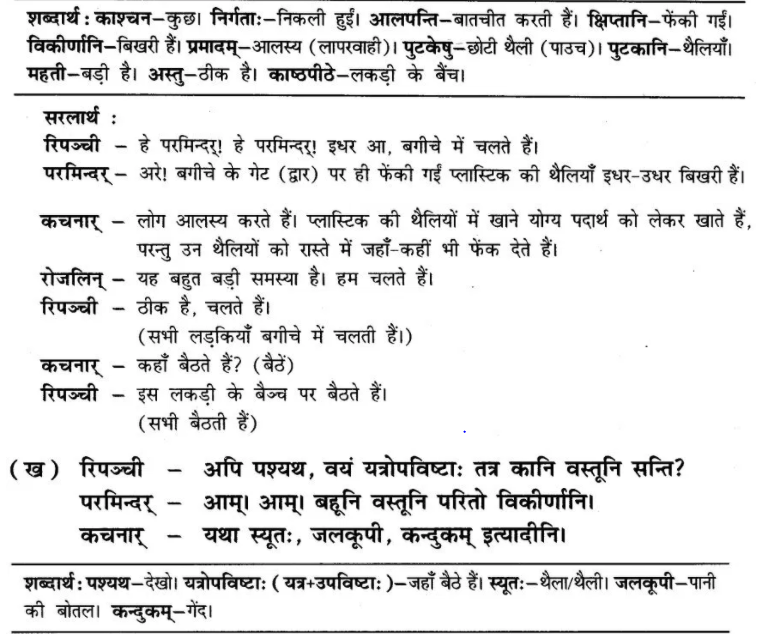 शब्दार्थ : काश्चन–कुछ। निर्गताः–निकली हुईं। आलपन्ति–बातचीत करती हैं। क्षिप्तानि–फेंकी गईं।
विकीर्णानि–बिखरी हैं। प्रमादम्–आलस्य (लापरवाही)। पुटकेषु–छोटी थैली (पाउच)। पुटकानि–थैलियाँ।
महती–बड़ी है। अस्तु–ठीक है। काष्ठपीठे–लकड़ी के बैंच।
सरलार्थ :
रिपञ्ची – हे परमिन्दर्! हे परमिन्दर्! इधर आ, बगीचे में चलते हैं।
परमिन्दर् – अरे! बगीचे के गेट (द्वार) पर ही फेंकी गईं प्लास्टिक की थैलियाँ इधर-उधर बिखरी हैं।
कचनार् – लोग आलस्य करते हैं। प्लास्टिक की थैलियों में खाने योग्य पदार्थ को लेकर खाते हैं,
परन्तु उन थैलियों को रास्ते में जहाँ-कहीं भी फेंक देते हैं।
रोजलिन् – यह बहुत बड़ी समस्या है। हम चलते हैं।
रिपञ्ची – ठीक है, चलते हैं।
(सभी लड़कियाँ बगीचे में चलती हैं।)
कचनार् – कहाँ बैठते हैं? (बैठें)
रिपञ्ची – इस लकड़ी के बैञ्च पर बैठते हैं।
(सभी बैठती हैं)
(ख) रिपञ्ची – अपि पश्यथ, वयं यत्रोपविष्टाः तत्र कानि वस्तूनि सन्ति?
परमिन्दर् – आम्। आम्। बहूनि वस्तूनि परितो विकीर्णानि।
कचनार् – यथा स्यूतः, जलकूपी, कन्दुकम् इत्यादीनि।
शब्दार्थ : पश्यथ–देखो। यत्रोपविष्टाः (यत्र+उपविष्टाः)–जहाँ बैठे हैं। स्यूतः–थैला/थैली। जलकूपी–पानी
की बोतल। कन्दुकम्–गेंद।